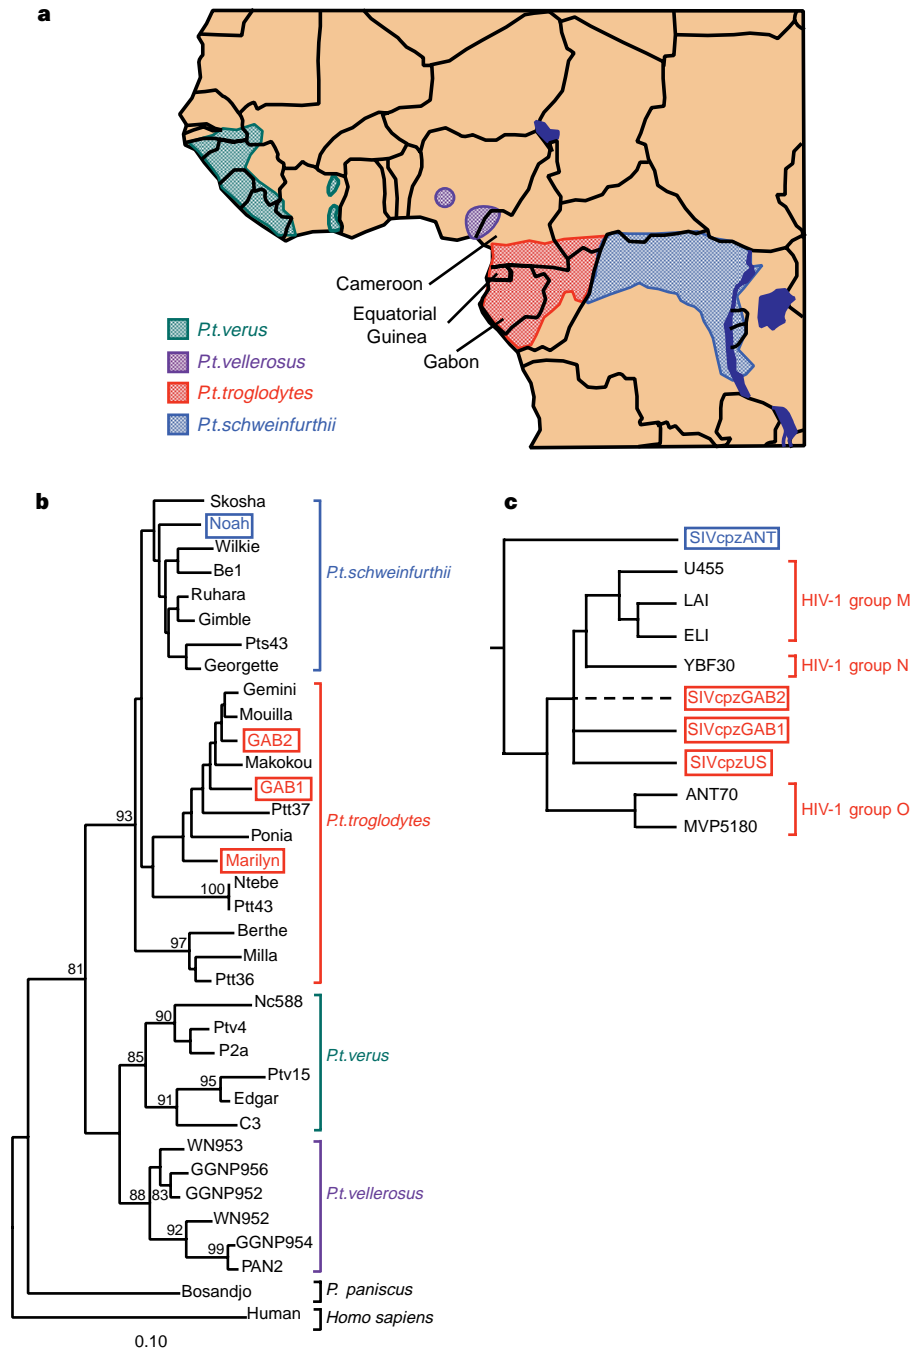 a
Cameroon
Equatorial
Guinea
Gabon
P.t.verus
P.t.vellerosus
P.t.troglodytes
P.t.schweinfurthii
b
Skosha
Noah
Wilkie
Be1
Ruhara
Gimble
Pts43
Georgette
P.t.schweinfurthii
Gemini
Mouilla
GAB2
Makokou
GAB1
Ptt37
Ponia
Marilyn
Ntebe
Ptt43
Berthe
Milla
Ptt36
P.t.troglodytes
93
100
97
81
Nc588
Ptv4
P2a
Ptv15
Edgar
C3
P.t.verus
90
85
95
91
WN953
GGNP956
GGNP952
WN952
GGNP954
PAN2
P.t.vellerosus
88
83
92
99
Bosandjo
P. paniscus
Human
Homo sapiens
0.10
c
SIVcpzANT
U455
LAI
ELI
HIV-1 group M
YBF30
HIV-1 group N
SIVcpzGAB2
SIVcpzGAB1
SIVcpzUS
ANT70
MVP5180
HIV-1 group O